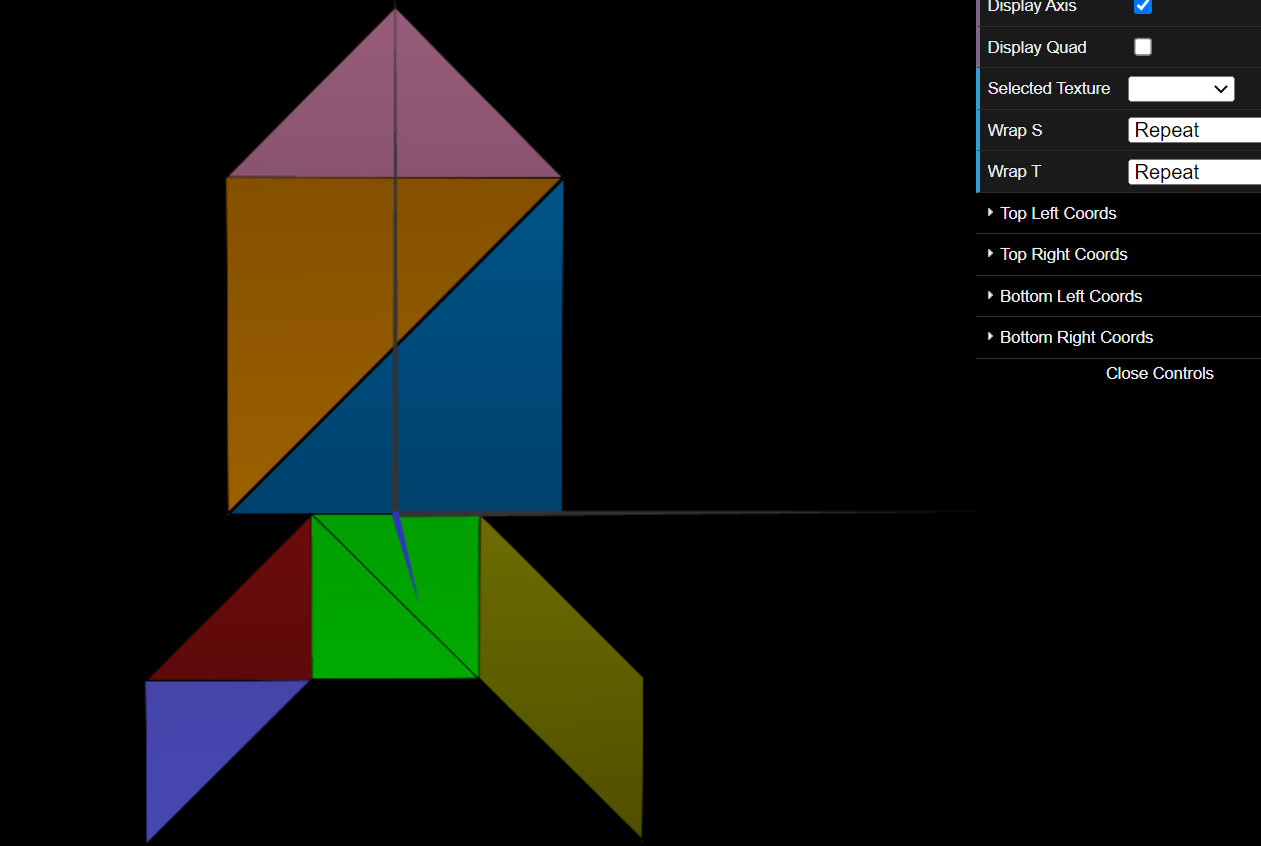 Display Axis
Display Quad
Selected Texture
Wrap S Repeat
Wrap T Repeat
Top Left Coords
Top Right Coords
Bottom Left Coords
Bottom Right Coords
Close Controls